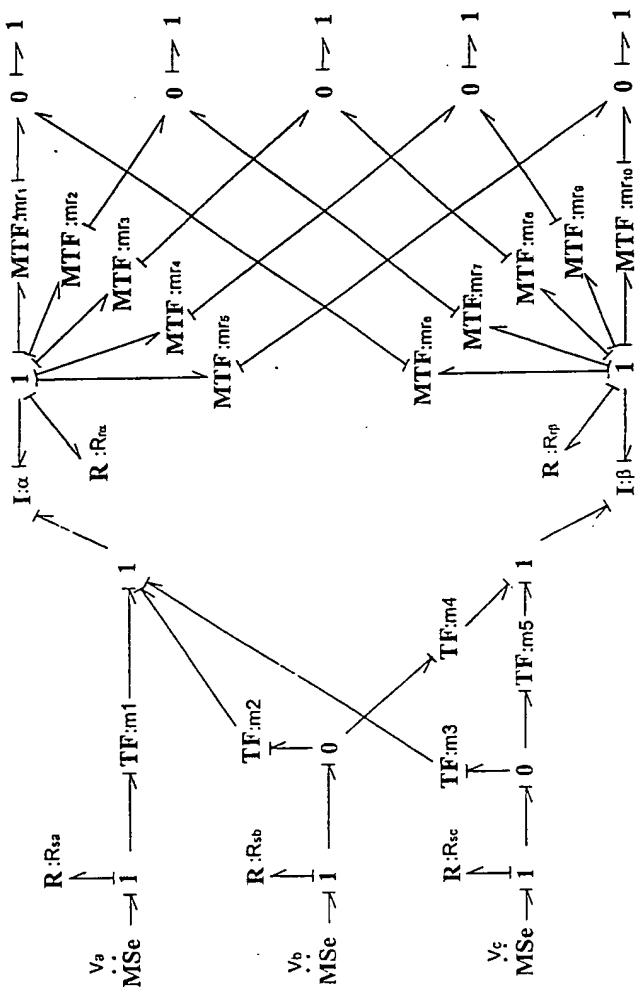 I:α 1 MTF:mr1 0 1
R:Rsa
MTF:mr2
Va
R:Rrα
MTF:mr3
MSe 1 TF:m1 1
MTF:mr4 0 1
MTF:mr5
R:Rsb TF:m2
Vb
MSe 1 0 0 1
MTF:mr6
R:Rsc TF:m3 TF:m4
MTF:mr7 0 1
Vc
MSe 1 0 TF:m5 1 MTF:mr8
R:Rrβ
MTF:mr9
I:β 1 MTF:mr10 0 1